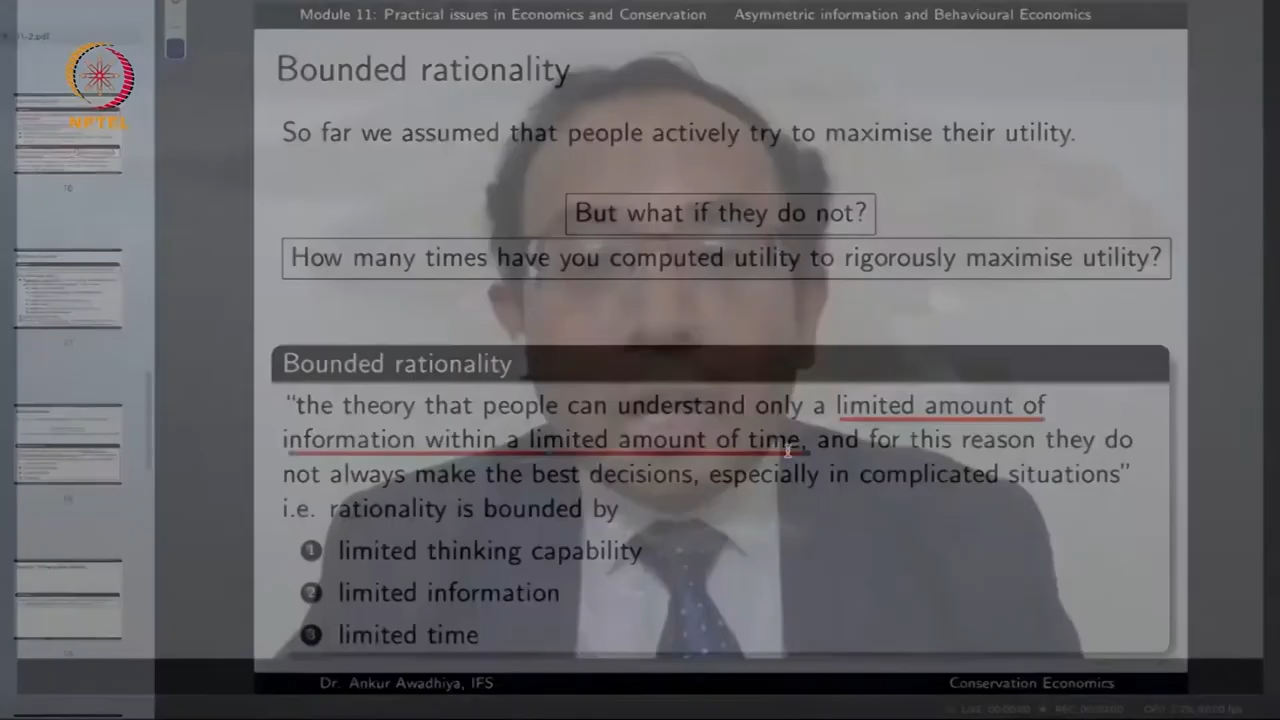 Module 11: Practical issues in Economics and Conservation Asymmetric information and Behavioural Economics
NPTEL
Bounded rationality
So far we assumed that people actively try to maximise their utility.
But what if they do not?
How many times have you computed utility to rigorously maximise utility?
Bounded rationality
“the theory that people can understand only a limited amount of
information within a limited amount of time, and for this reason they do
not always make the best decisions, especially in complicated situations”
i.e. rationality is bounded by
1 limited thinking capability
2 limited information
3 limited time
Dr. Ankur Awadhiya, IFS Conservation Economics